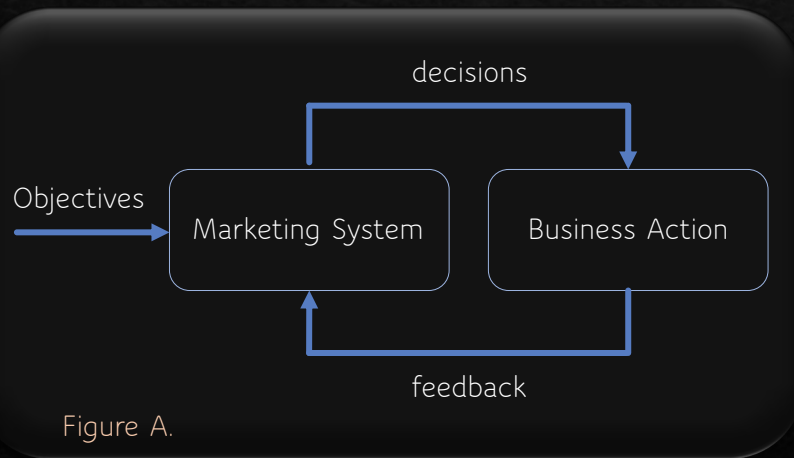 decisions
Objectives
Marketing System
Business Action
feedback
Figure A.